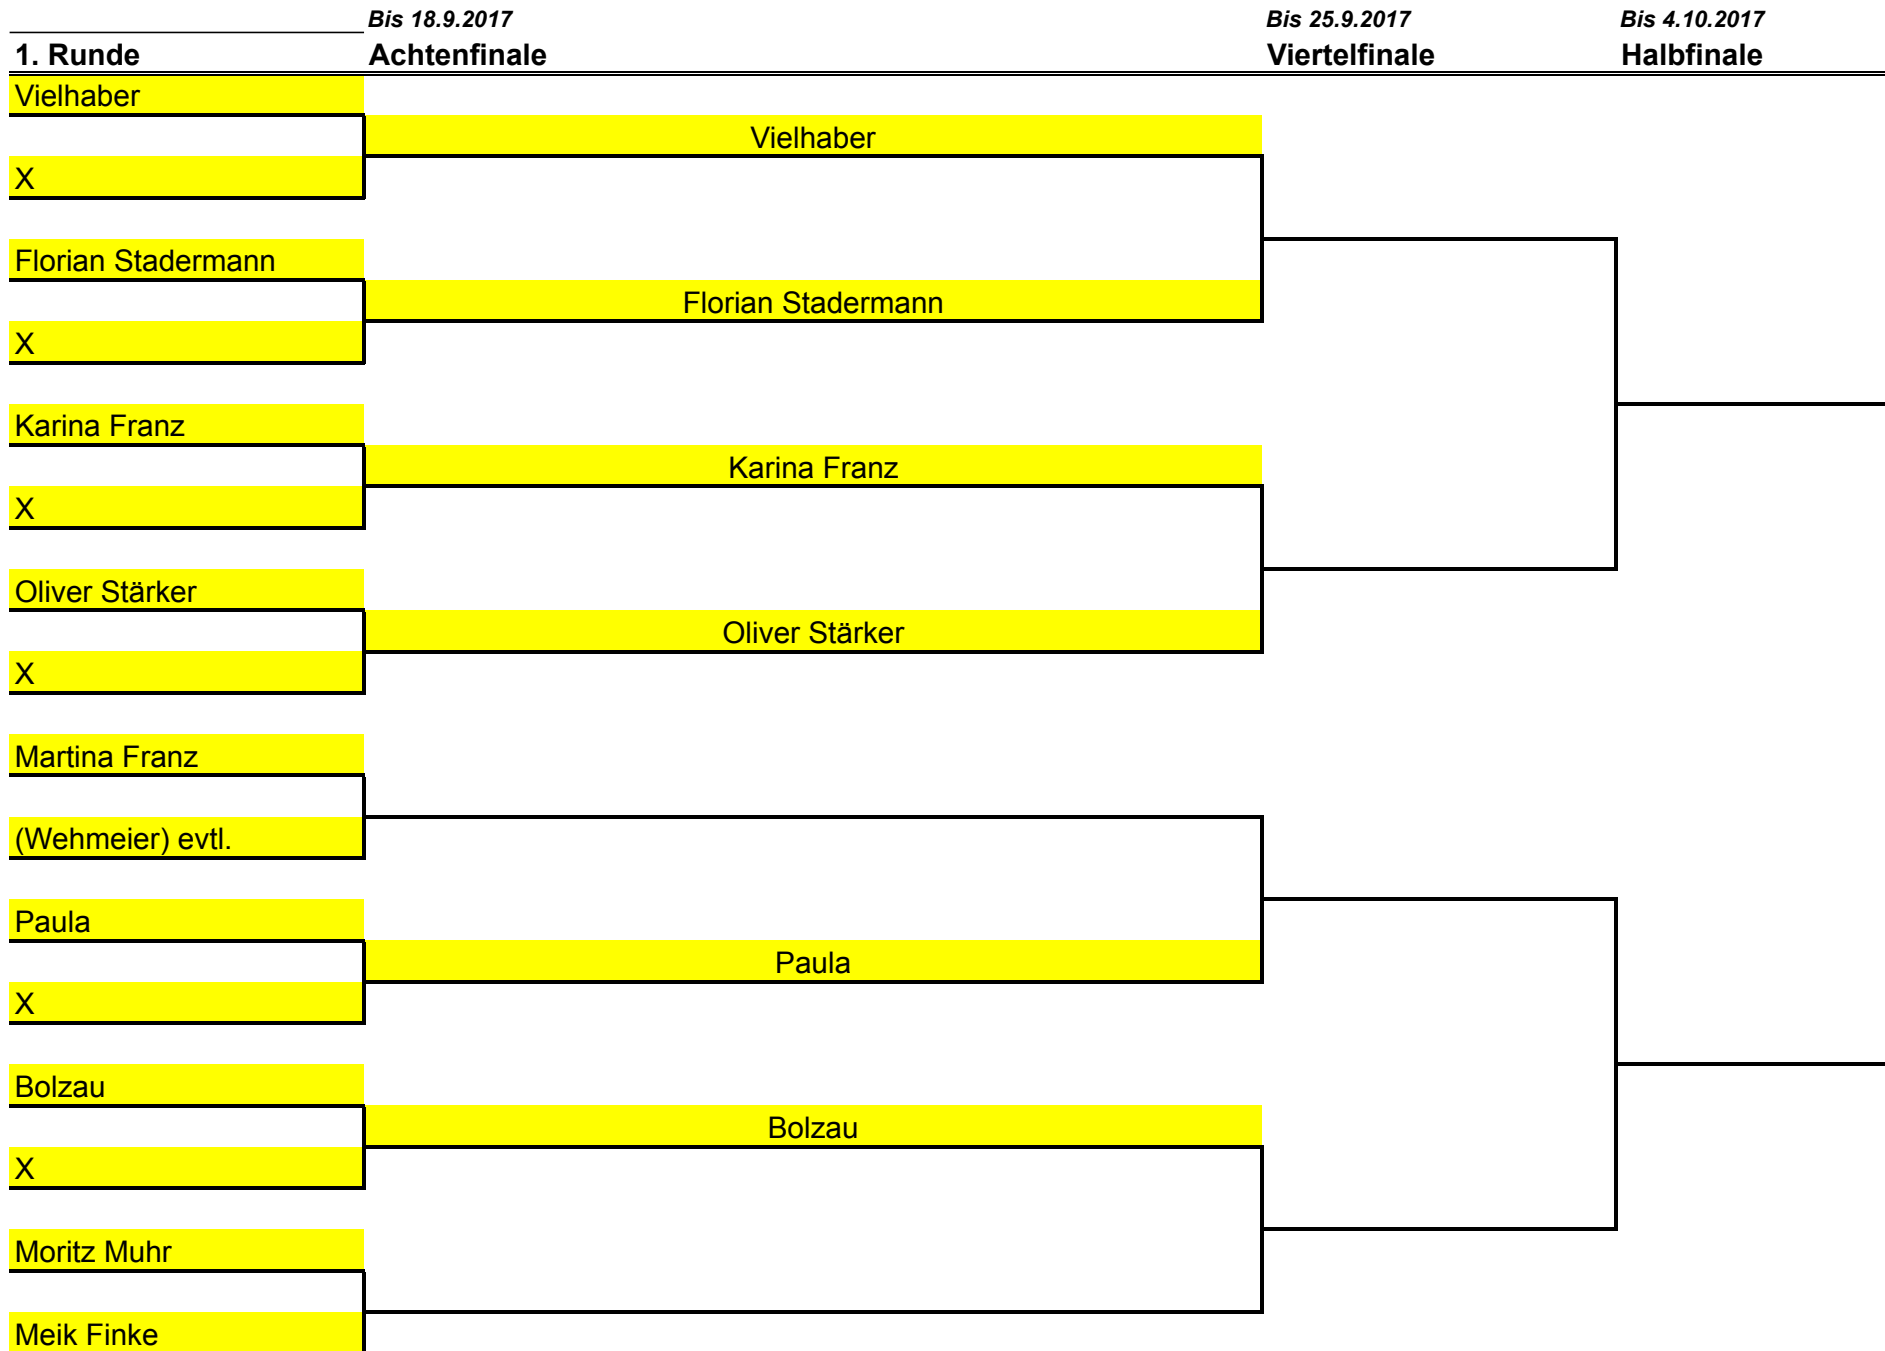 Bis 18.9.2017 Bis 25.9.2017 Bis 4.10.2017
1. Runde Achtenfinale Viertelfinale Halbfinale
Vielhaber
Vielhaber
X
Florian Stadermann
Florian Stadermann
X
Karina Franz
Karina Franz
X
Oliver Stärker
Oliver Stärker
X
Martina Franz
(Wehmeier) evtl.
Paula
Paula
X
Bolzau
Bolzau
X
Moritz Muhr
Meik Finke